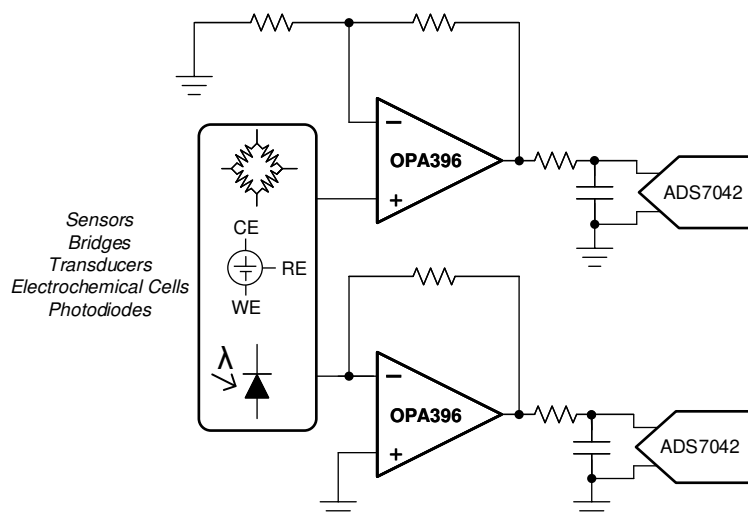 OPA396
ADS7042
Sensors
Bridges
Transducers
Electrochemical Cells
Photodiodes
CE
RE
WE
λ
OPA396
ADS7042